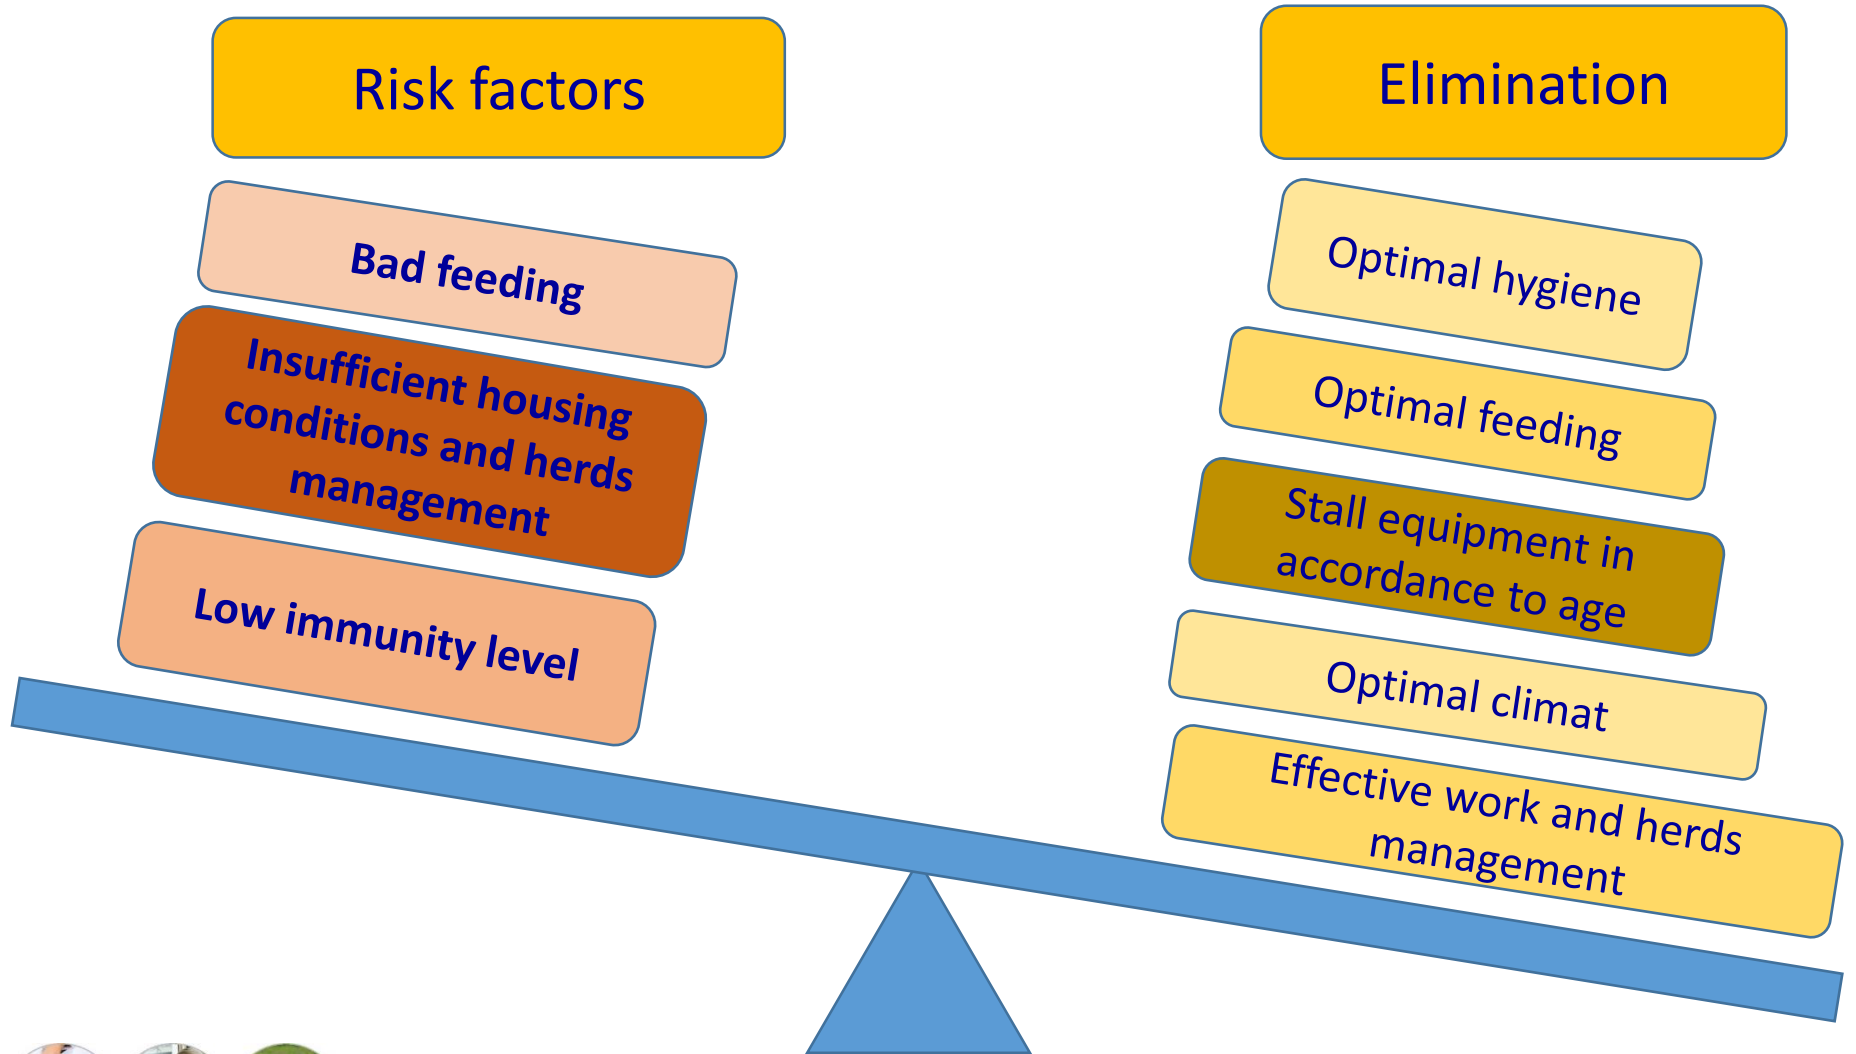 Risk factors
Bad feeding
Insufficient housing
conditions and herds
management
Low immunity level
Elimination
Optimal hygiene
Optimal feeding
Stall equipment in
accordance to age
Optimal climat
Effective work and herds
management